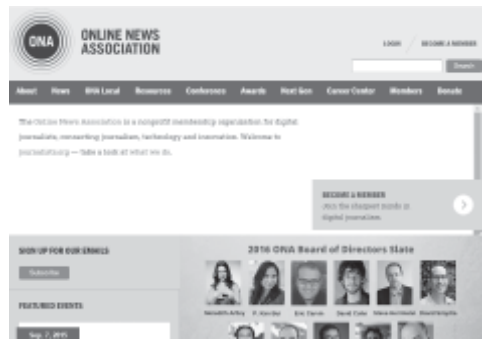 ONA
ONLINE NEWS
ASSOCIATION
LOGIN / BECOME A MEMBER
Search
About News ONA Local Resources Conference Awards Next Gen Career Center Members Donate
The Online News Association is a nonprofit membership organization for digital
journalists, connecting journalism, technology and innovation. Welcome to
journalists.org — take a look at what we do.
BECOME A MEMBER
Join the sharpest minds in
digital journalism.
SIGN UP FOR OUR EMAILS
Subscribe
2016 ONA Board of Directors Slate
Meredith Artley P. Kim Bui Eric Carvin David Cohn
FEATURED EVENTS
Sep. 7, 2015